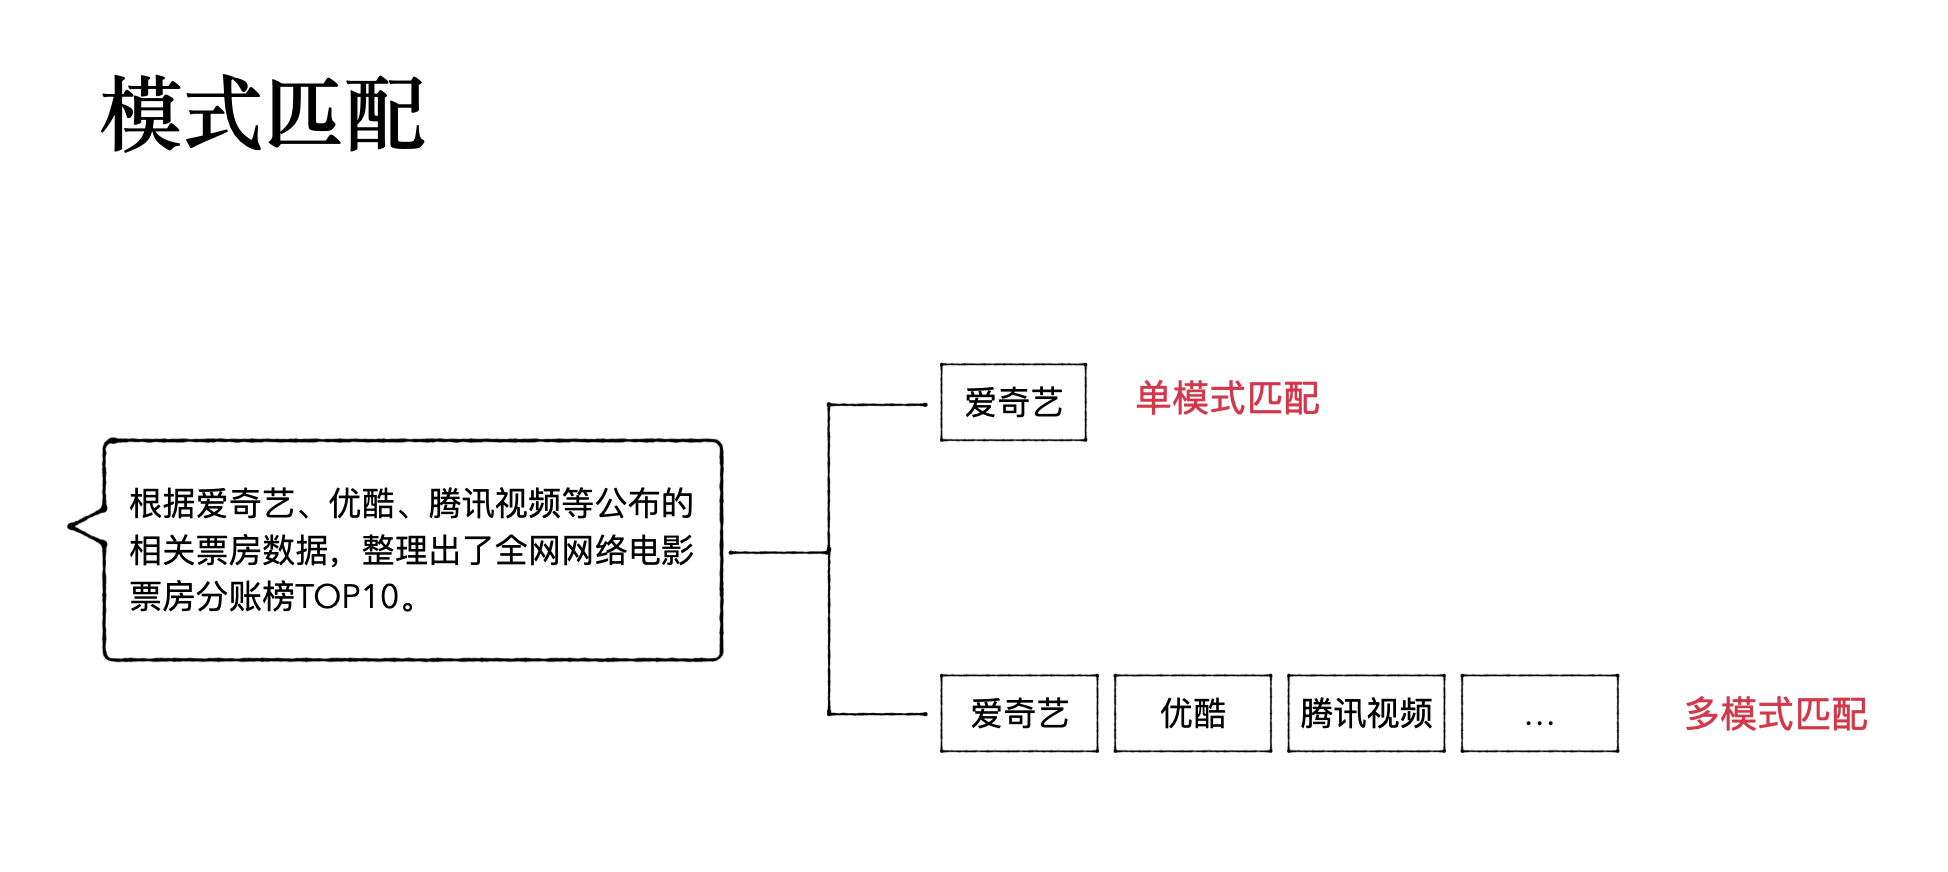 模式匹配
爱奇艺
单模式匹配
根据爱奇艺、优酷、腾讯视频等公布的
相关票房数据，整理出了全网网络电影
票房分账榜TOP10。
爱奇艺
优酷
腾讯视频
...
多模式匹配